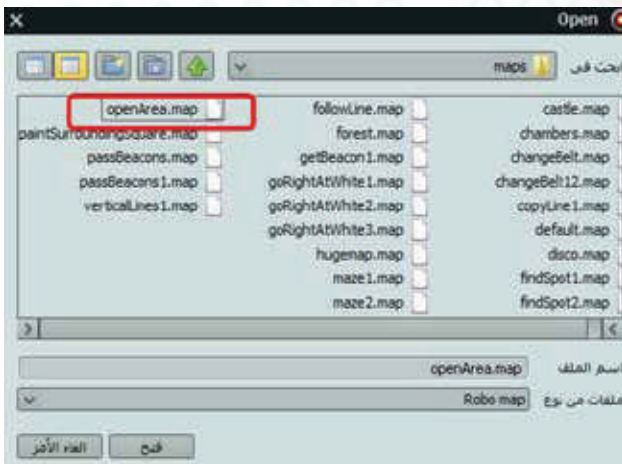 Open
ابحث في
maps
castle.map
chambers.map
changeBelt.map
changeBelt12.map
copyLine1.map
default.map
disco.map
findSpot1.map
findSpot2.map
followLine.map
forest.map
getBeacon1.map
goRightAtWhite1.map
goRightAtWhite2.map
goRightAtWhite3.map
hugemap.map
maze1.map
maze2.map
openArea.map
paintSurroundingSquare.map
passBeacons.map
passBeacons1.map
verticalLines1.map
اسم الملف openArea.map
ملفات من نوع Robo map
فتح
الغاء الأمر